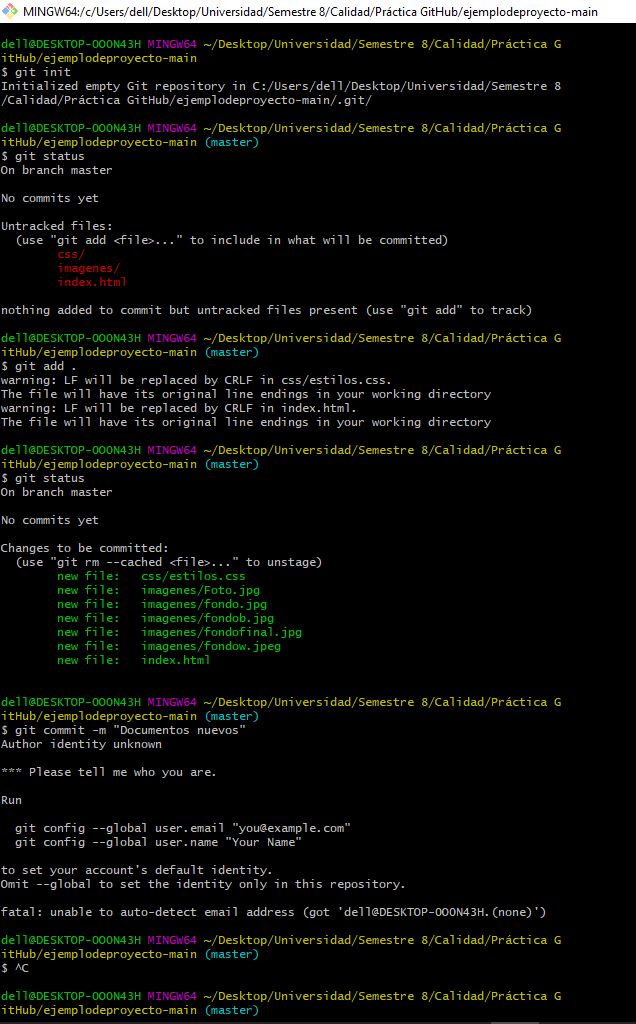 MINGW64:/c/Users/dell/Desktop/Universidad/Semestre 8/Calidad/Práctica GitHub/ejemplodeproyecto-main
dell@DESKTOP-OOON43H MINGW64 ~/Desktop/Universidad/Semestre 8/Calidad/Práctica G
itHub/ejemplodeproyecto-main
$ git init
Initialized empty Git repository in C:/Users/dell/Desktop/Universidad/Semestre 8
/Calidad/Práctica GitHub/ejemplodeproyecto-main/.git/
dell@DESKTOP-OOON43H MINGW64 ~/Desktop/Universidad/Semestre 8/Calidad/Práctica G
itHub/ejemplodeproyecto-main (master)
$ git status
On branch master
No commits yet
Untracked files:
(use "git add <file>..." to include in what will be committed)
css/
imagenes/
index.html
nothing added to commit but untracked files present (use "git add" to track)
dell@DESKTOP-OOON43H MINGW64 ~/Desktop/Universidad/Semestre 8/Calidad/Práctica G
itHub/ejemplodeproyecto-main (master)
$ git add .
warning: LF will be replaced by CRLF in css/estilos.css.
The file will have its original line endings in your working directory
warning: LF will be replaced by CRLF in index.html.
The file will have its original line endings in your working directory
dell@DESKTOP-OOON43H MINGW64 ~/Desktop/Universidad/Semestre 8/Calidad/Práctica G
itHub/ejemplodeproyecto-main (master)
$ git status
On branch master
No commits yet
Changes to be committed:
(use "git rm --cached <file>..." to unstage)
new file:   css/estilos.css
new file:   imagenes/Foto.jpg
new file:   imagenes/fondo.jpg
new file:   imagenes/fondob.jpg
new file:   imagenes/fondofinal.jpg
new file:   imagenes/fondow.jpeg
new file:   index.html
dell@DESKTOP-OOON43H MINGW64 ~/Desktop/Universidad/Semestre 8/Calidad/Práctica G
itHub/ejemplodeproyecto-main (master)
$ git commit -m "Documentos nuevos"
Author identity unknown
*** Please tell me who you are.
Run
git config --global user.email "you@example.com"
git config --global user.name "Your Name"
to set your account's default identity.
Omit --global to set the identity only in this repository.
fatal: unable to auto-detect email address (got 'dell@DESKTOP-OOON43H.(none)')
dell@DESKTOP-OOON43H MINGW64 ~/Desktop/Universidad/Semestre 8/Calidad/Práctica G
itHub/ejemplodeproyecto-main (master)
$ ^C
dell@DESKTOP-OOON43H MINGW64 ~/Desktop/Universidad/Semestre 8/Calidad/Práctica G
itHub/ejemplodeproyecto-main (master)